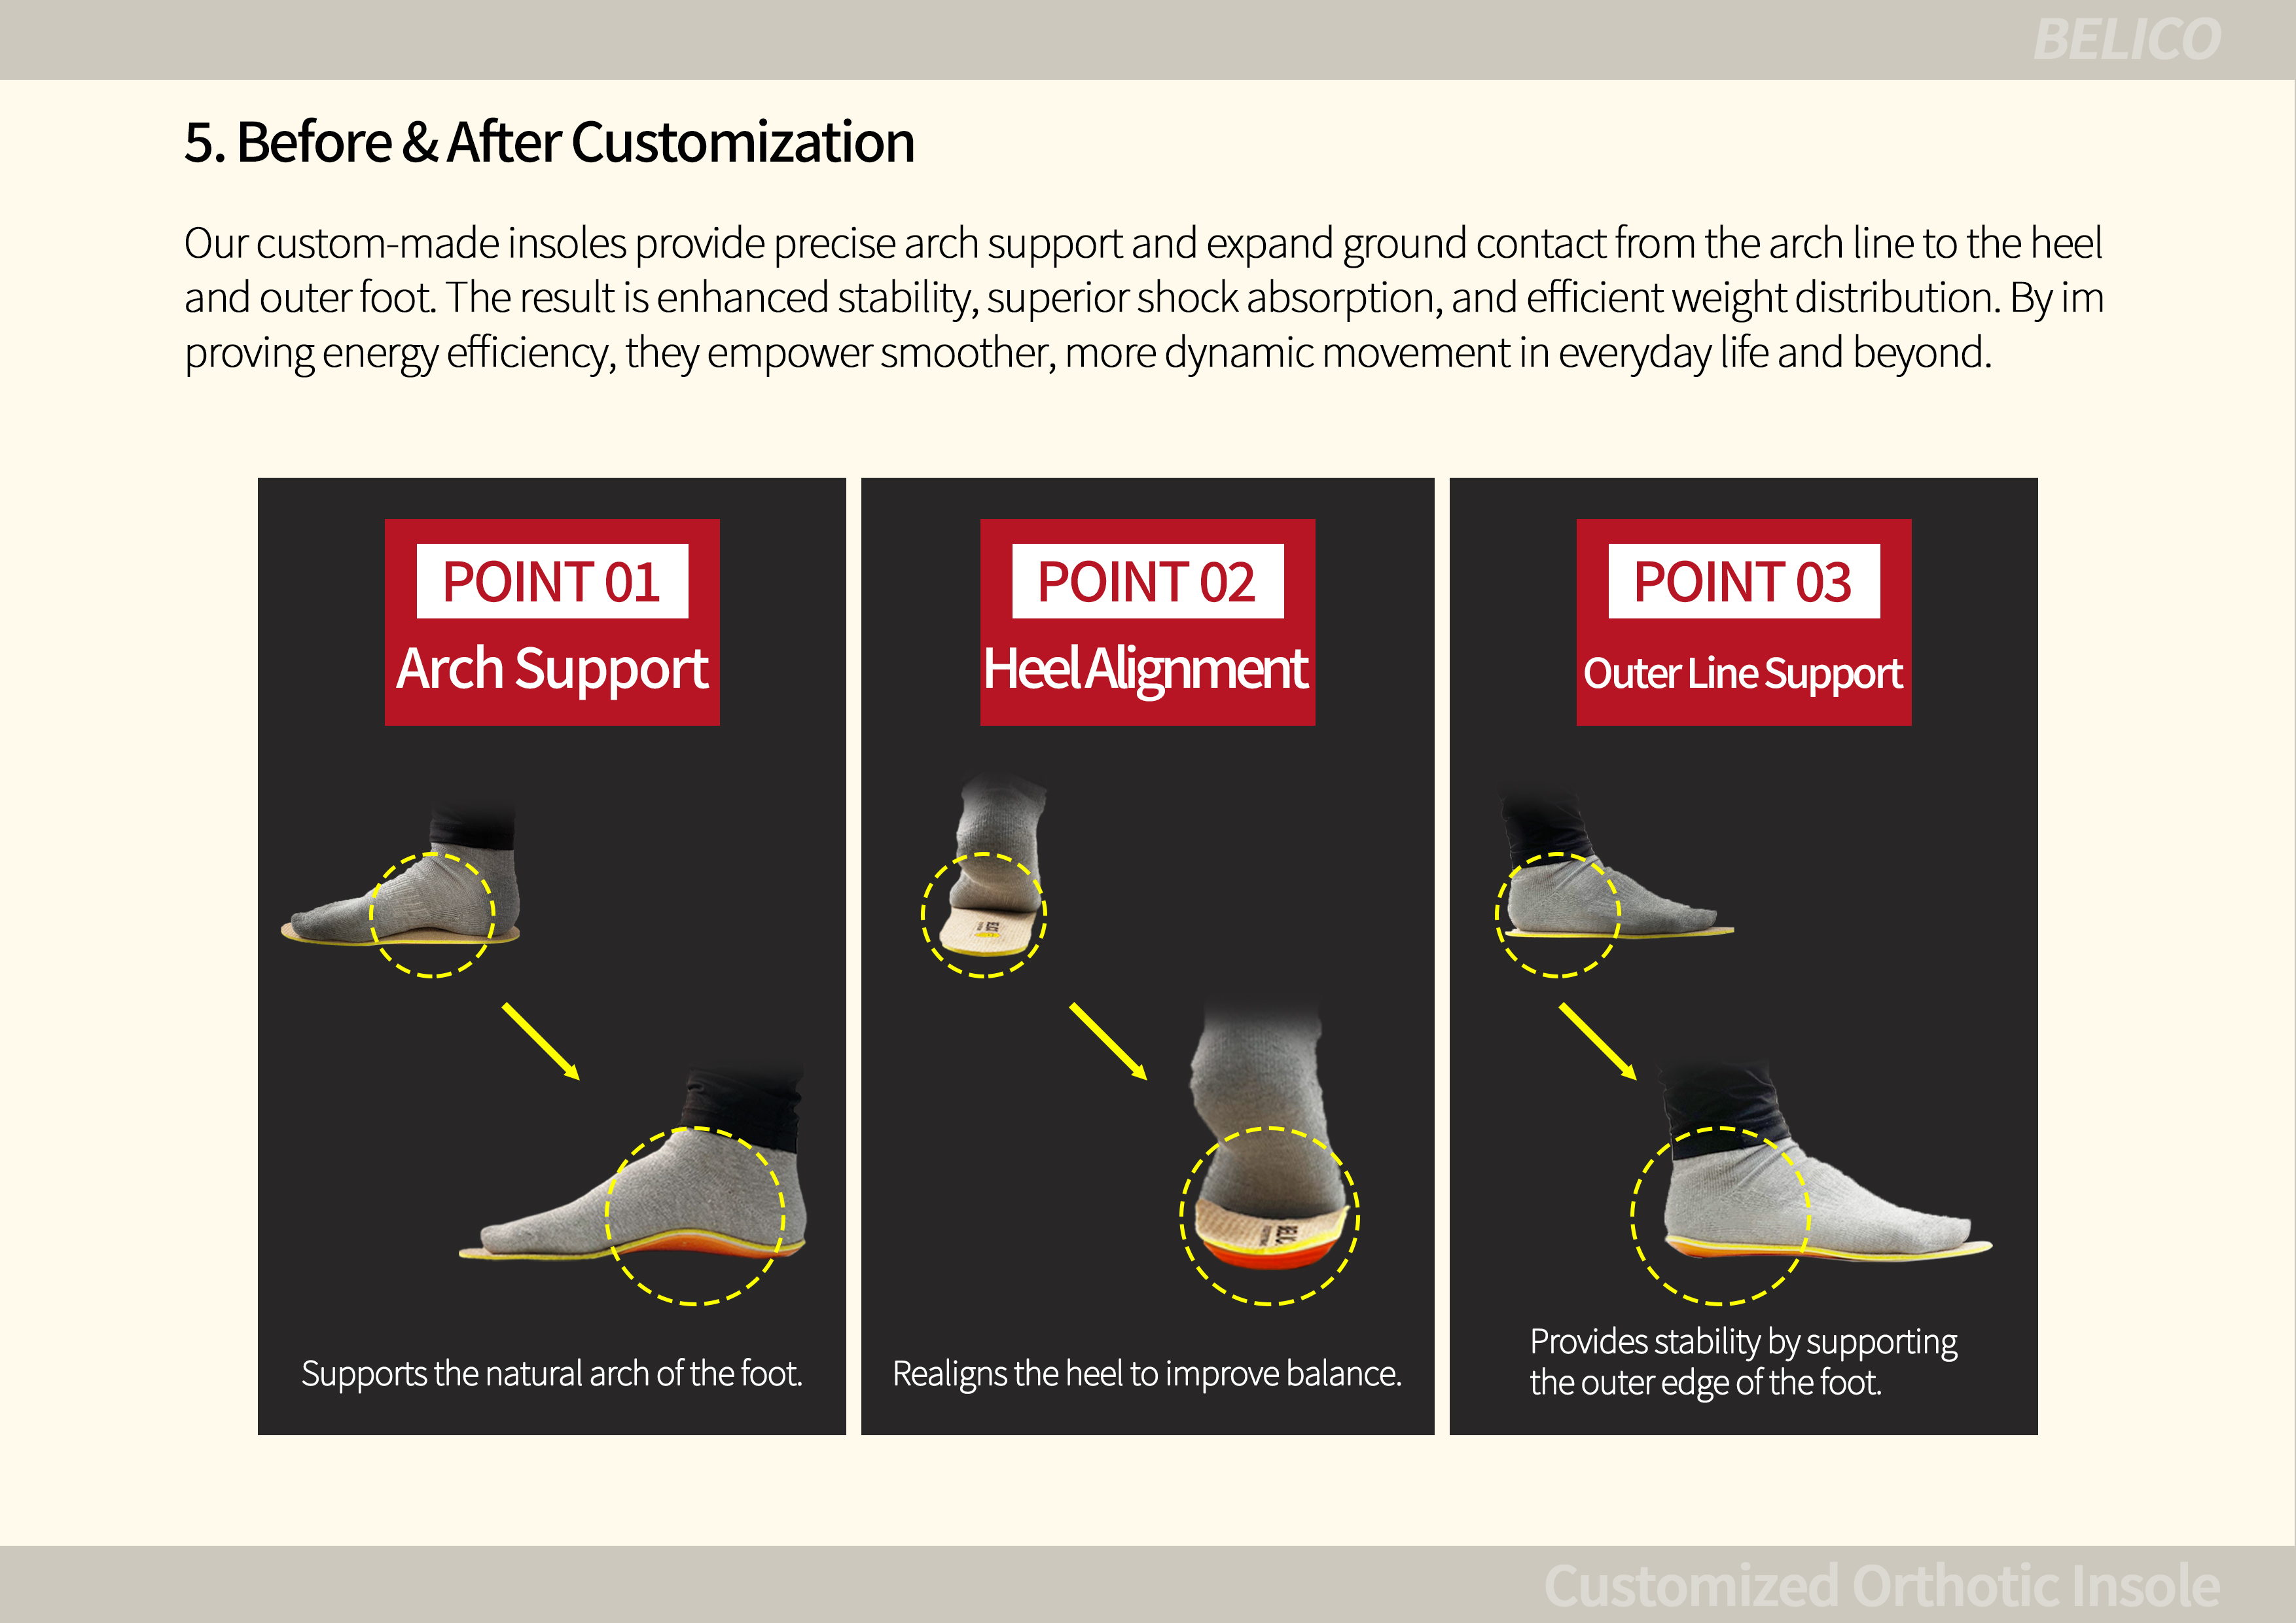 BELICO
5. Before & After Customization
Our custom-made insoles provide precise arch support and expand ground contact from the arch line to the heel
and outer foot. The result is enhanced stability, superior shock absorption, and efficient weight distribution. By im
proving energy efficiency, they empower smoother, more dynamic movement in everyday life and beyond.
POINT 01
Arch Support
Supports the natural arch of the foot.
POINT 02
Heel Alignment
Realigns the heel to improve balance.
POINT 03
Outer Line Support
Provides stability by supporting
the outer edge of the foot.
Customized Orthotic Insole